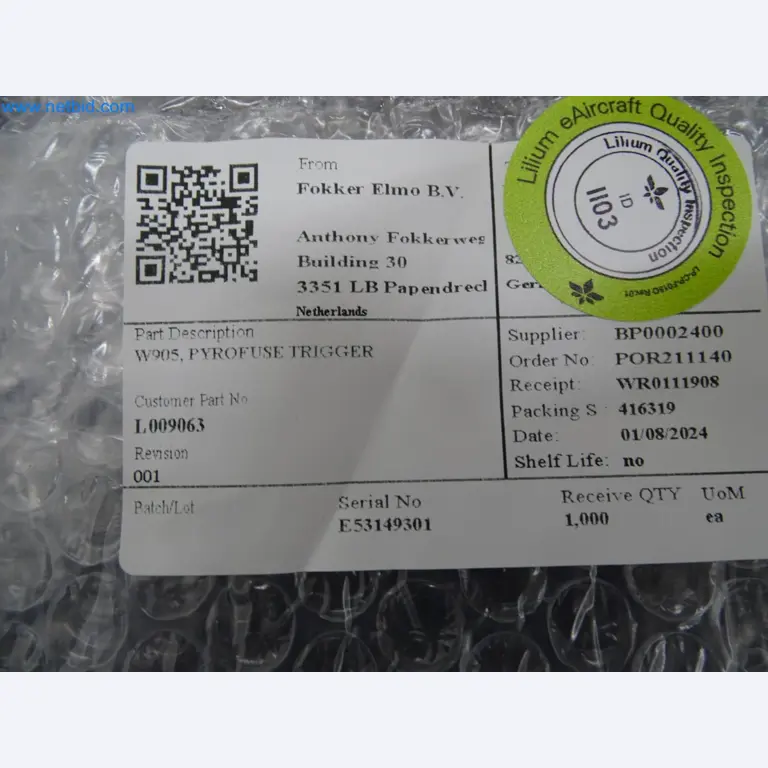 www.netbid.com
From
Fokker Elmo B.V.
Anthony Fokkerweg
Building 30
3351 LB Papendrecl
Netherlands
82
Ger
Lilium eAircraft Quality Inspection
Lilium Quality Inspection
ID
1103
Part Description
W905, PYROFUSE TRIGGER
Customer Part No
L009063
Revision
001
Supplier: BP0002400
Order No: POR211140
Receipt: WR0111908
Packing S 416319
Date: 01/08/2024
Shelf Life: no
Batch/Lot
Serial No
E53149301
Receive QTY UoM
1,000 ea